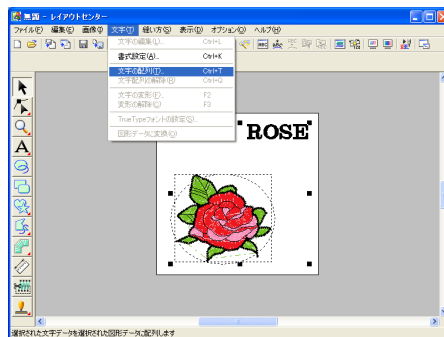 無題 - レイアウトセンター
ファイル(F) 編集(E) 画像(I) 文字(T) 縫い方(S) 表示(D) オプション(O) ヘルプ(H)
文字の編集(L)... Ctrl+L
書式設定(A)... Ctrl+K
文字の配列(T)... Ctrl+T
文字配列の解除(R) Ctrl+Q
文字の変形(F)... F2
変形の解除(C) F3
TrueTypeフォントの設定(S)...
図形データに変換(O)
ROSE
A
選択された文字データを選択された図形データに配列します